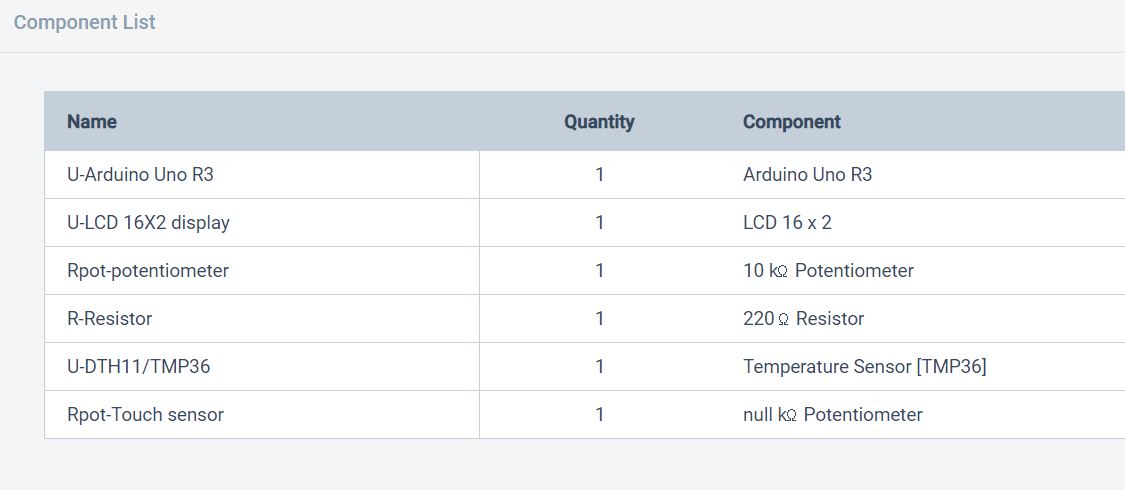 Component List
Name Quantity Component
U-Arduino Uno R3 1 Arduino Uno R3
U-LCD 16X2 display 1 LCD 16 x 2
Rpot-potentiometer 1 10 kΩ Potentiometer
R-Resistor 1 220 Ω Resistor
U-DTH11/TMP36 1 Temperature Sensor [TMP36]
Rpot-Touch sensor 1 null kΩ Potentiometer